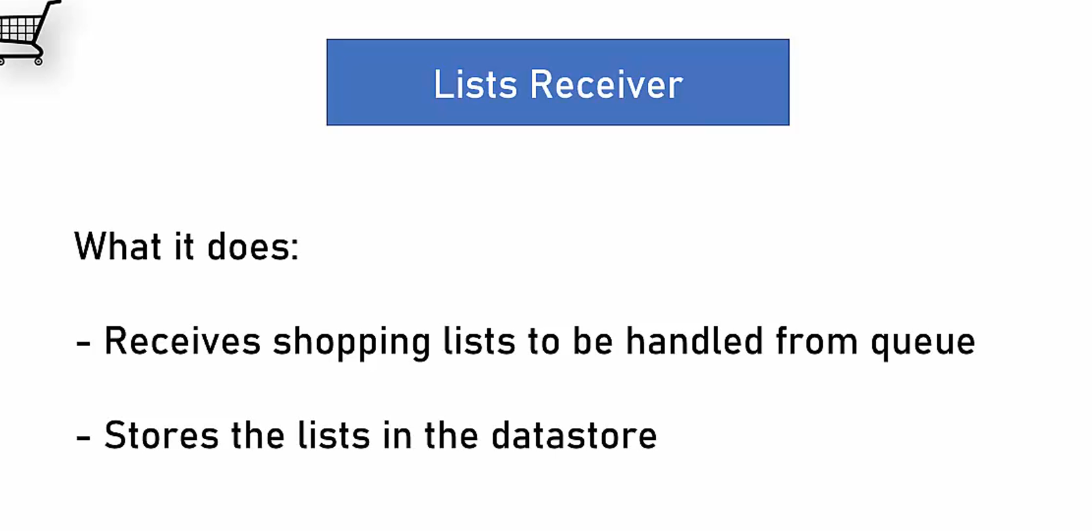 Lists Receiver
What it does:
- Receives shopping lists to be handled from queue
- Stores the lists in the datastore